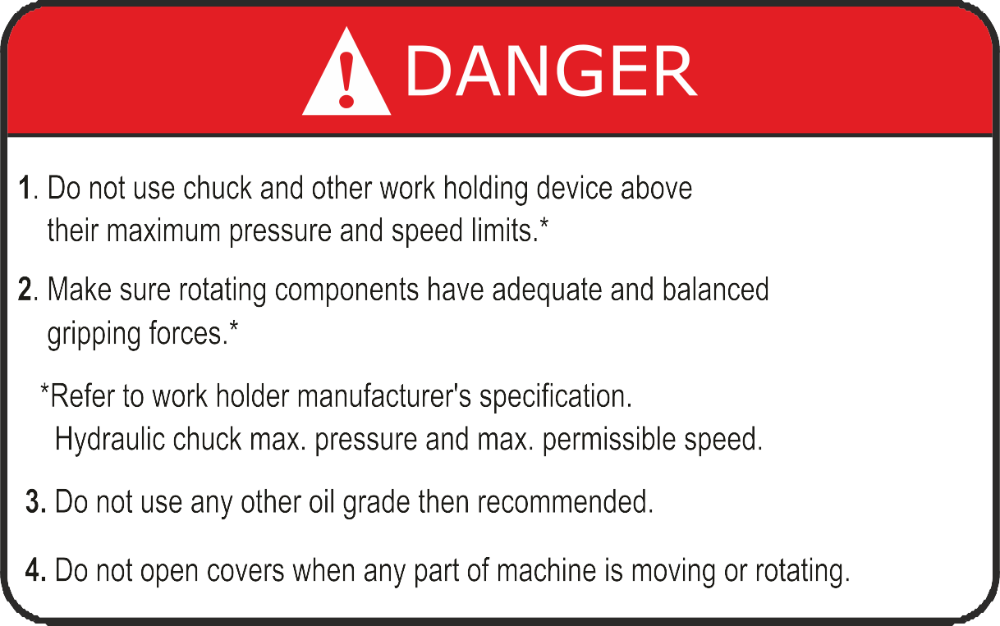 DANGER
1. Do not use chuck and other work holding device above
their maximum pressure and speed limits.*
2. Make sure rotating components have adequate and balanced
gripping forces.*
*Refer to work holder manufacturer's specification.
Hydraulic chuck max. pressure and max. permissible speed.
3. Do not use any other oil grade then recommended.
4. Do not open covers when any part of machine is moving or rotating.